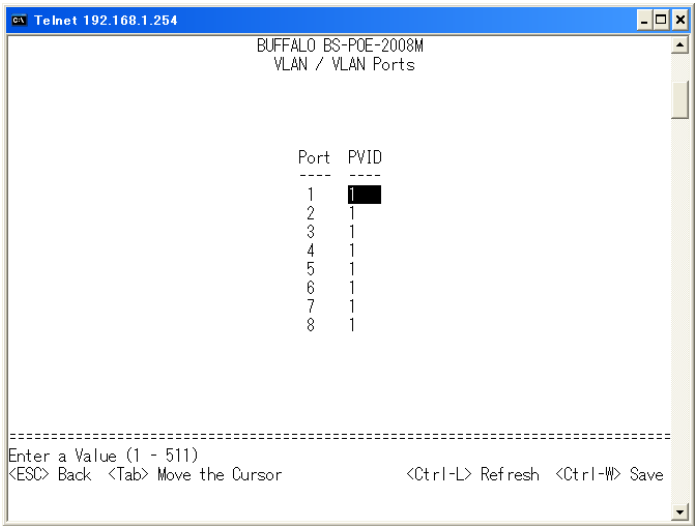 Telnet 192.168.1.254
BUFFALO BS-POE-2008M
VLAN / VLAN Ports
Port PVID
---- ----
1 1
2 1
3 1
4 1
5 1
6 1
7 1
8 1
================================================================================
Enter a Value (1 - 511)
<ESC> Back <Tab> Move the Cursor <Ctrl-L> Refresh <Ctrl-W> Save